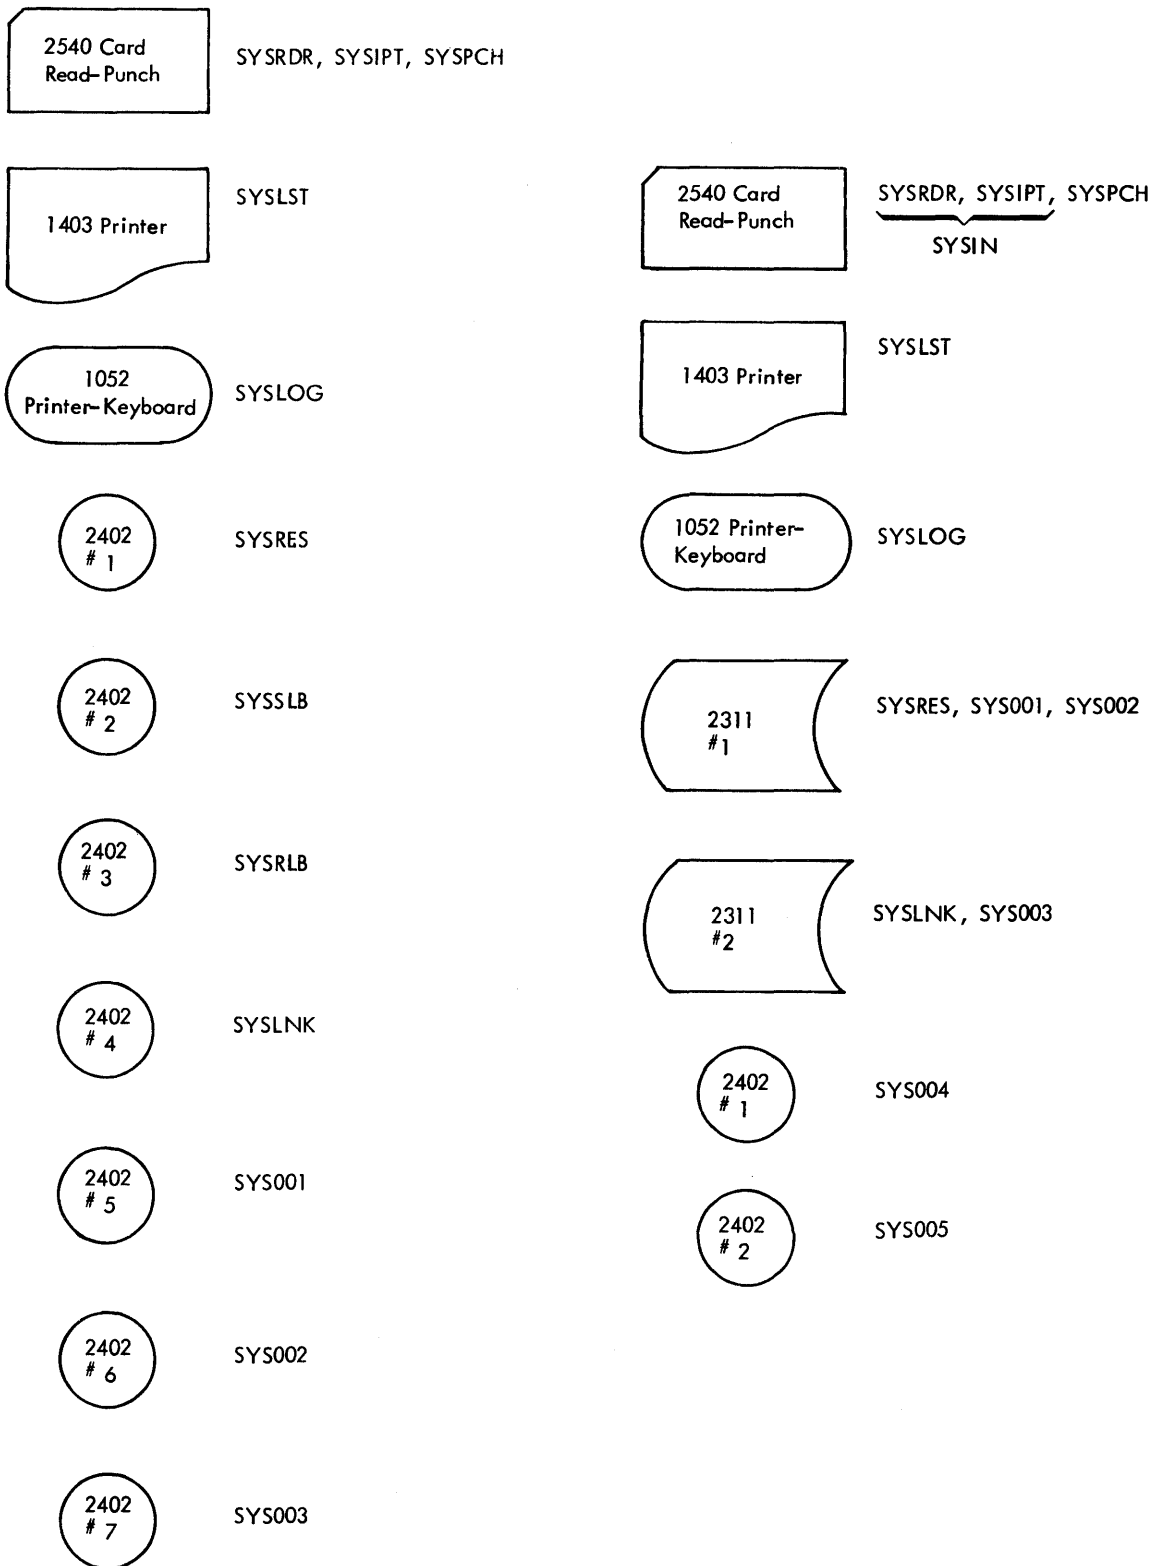 2540 Card
Read-Punch
SYSRDR, SYSIPT, SYSPCH
1403 Printer
SYSLST
1052
Printer-Keyboard
SYSLOG
2402
# 1
SYSRES
2402
# 2
SYSSLB
2402
# 3
SYSRLB
2402
# 4
SYSLNK
2402
# 5
SYS001
2402
# 6
SYS002
2402
# 7
SYS003
2540 Card
Read-Punch
SYSRDR, SYSIPT, SYSPCH
SYSIN
1403 Printer
SYSLST
1052 Printer-
Keyboard
SYSLOG
2311
#1
SYSRES, SYS001, SYS002
2311
#2
SYSLNK, SYS003
2402
# 1
SYS004
2402
# 2
SYS005